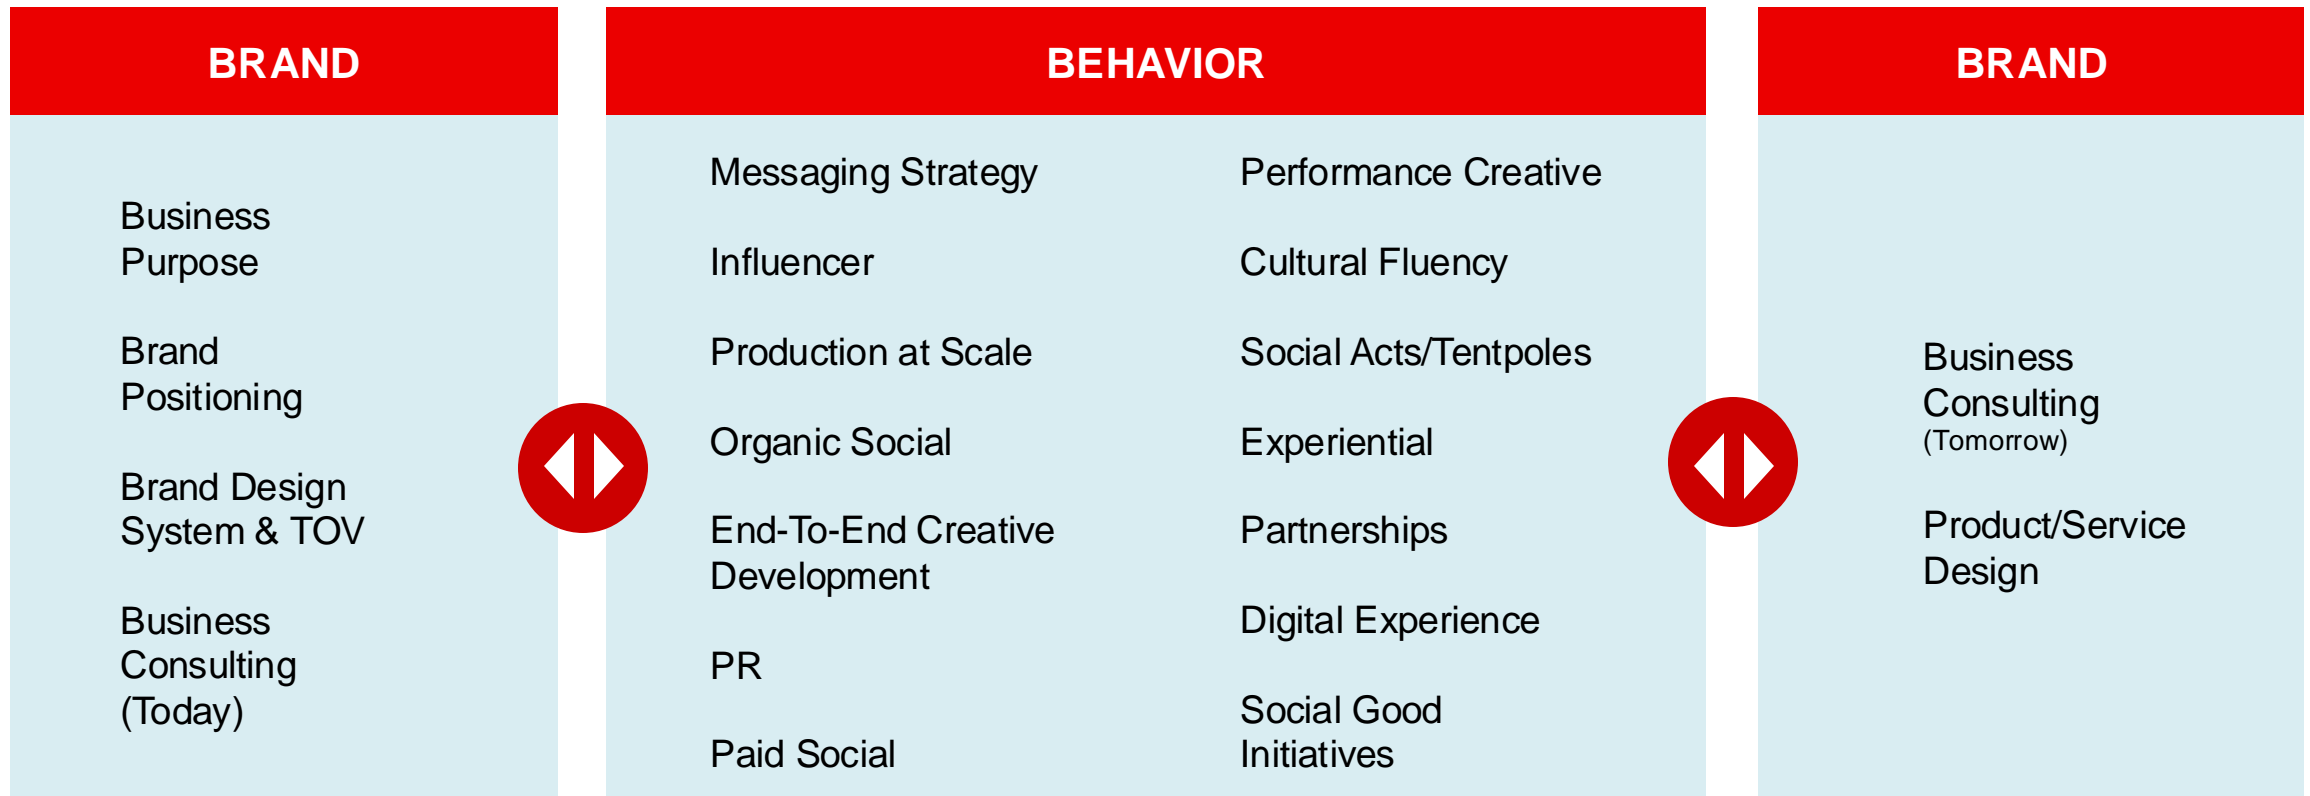 BRAND
Business
Purpose
Brand
Positioning
Brand Design
System & TOV
Business
Consulting
(Today)
BEHAVIOR
Messaging Strategy
Influencer
Production at Scale
Organic Social
End-To-End Creative
Development
PR
Paid Social
Performance Creative
Cultural Fluency
Social Acts/Tentpoles
Experiential
Partnerships
Digital Experience
Social Good
Initiatives
BRAND
Business
Consulting
(Tomorrow)
Product/Service
Design